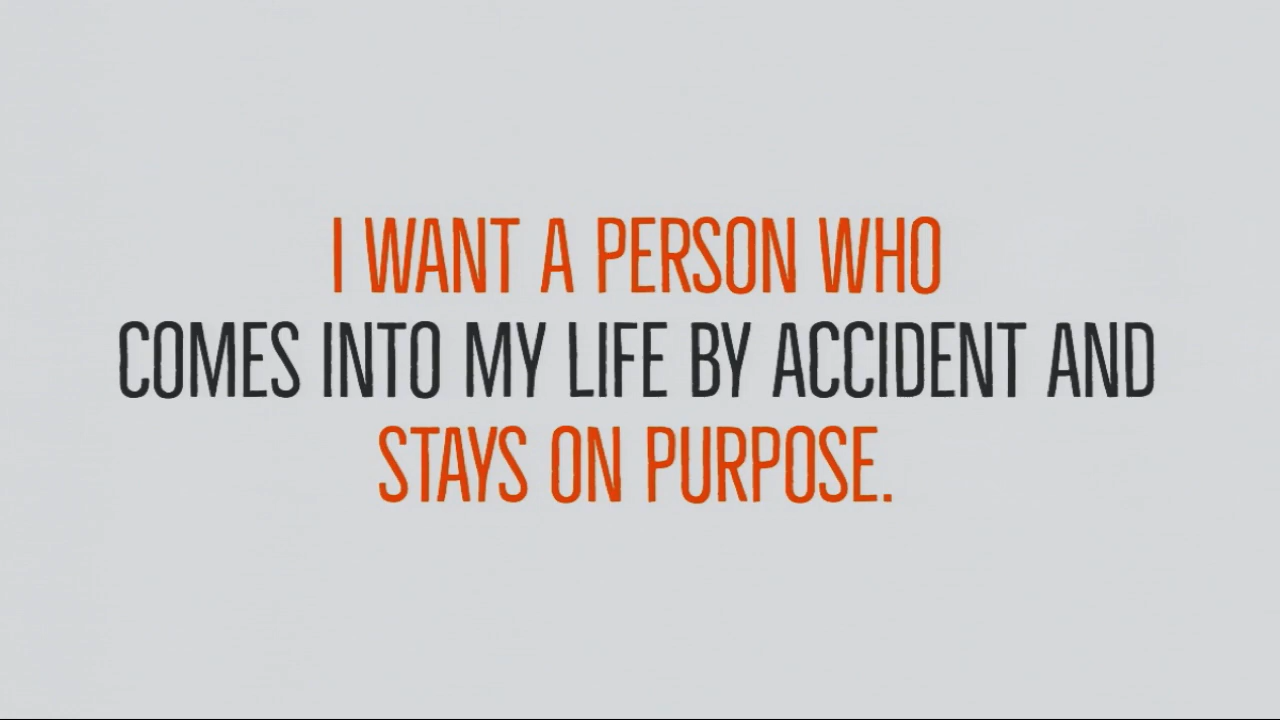 I WANT A PERSON WHO
COMES INTO MY LIFE BY ACCIDENT AND
STAYS ON PURPOSE.